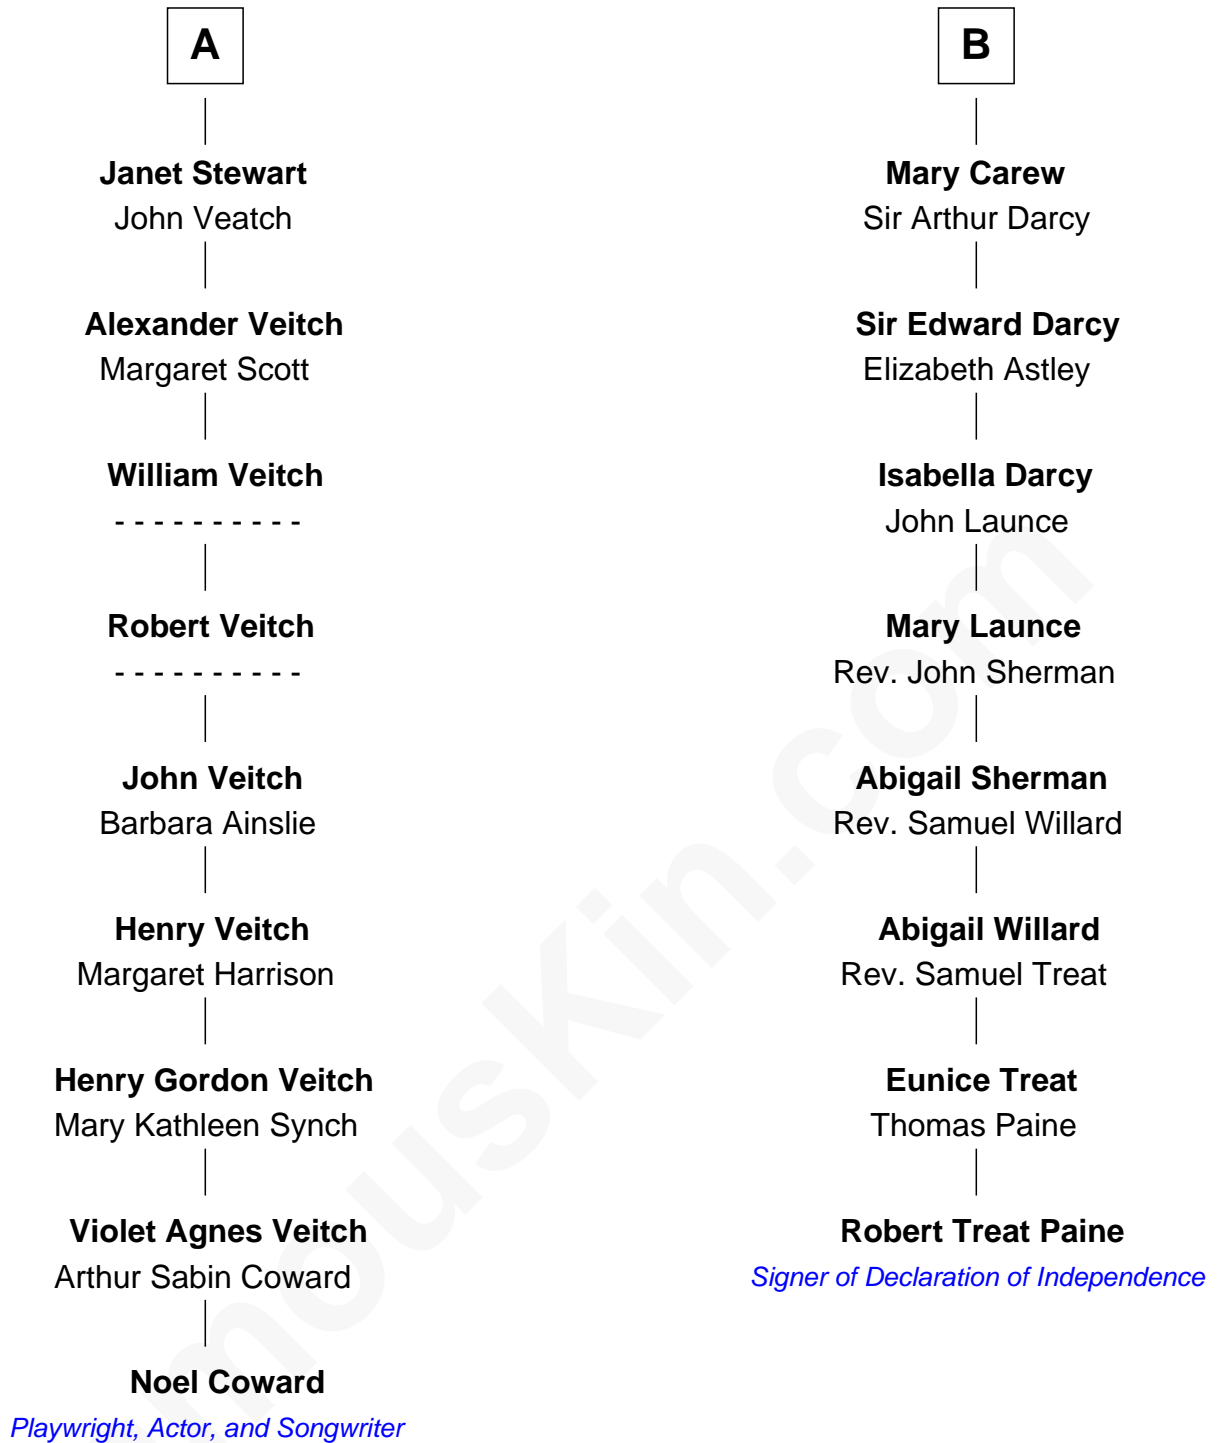 A
Janet Stewart
John Veatch
Alexander Veitch
Margaret Scott
William Veitch
- - - - - - - - - -
Robert Veitch
- - - - - - - - - -
John Veitch
Barbara Ainslie
Henry Veitch
Margaret Harrison
Henry Gordon Veitch
Mary Kathleen Synch
Violet Agnes Veitch
Arthur Sabin Coward
Noel Coward
Playwright, Actor, and Songwriter
B
Mary Carew
Sir Arthur Darcy
Sir Edward Darcy
Elizabeth Astley
Isabella Darcy
John Launce
Mary Launce
Rev. John Sherman
Abigail Sherman
Rev. Samuel Willard
Abigail Willard
Rev. Samuel Treat
Eunice Treat
Thomas Paine
Robert Treat Paine
Signer of Declaration of Independence
mousKin.com